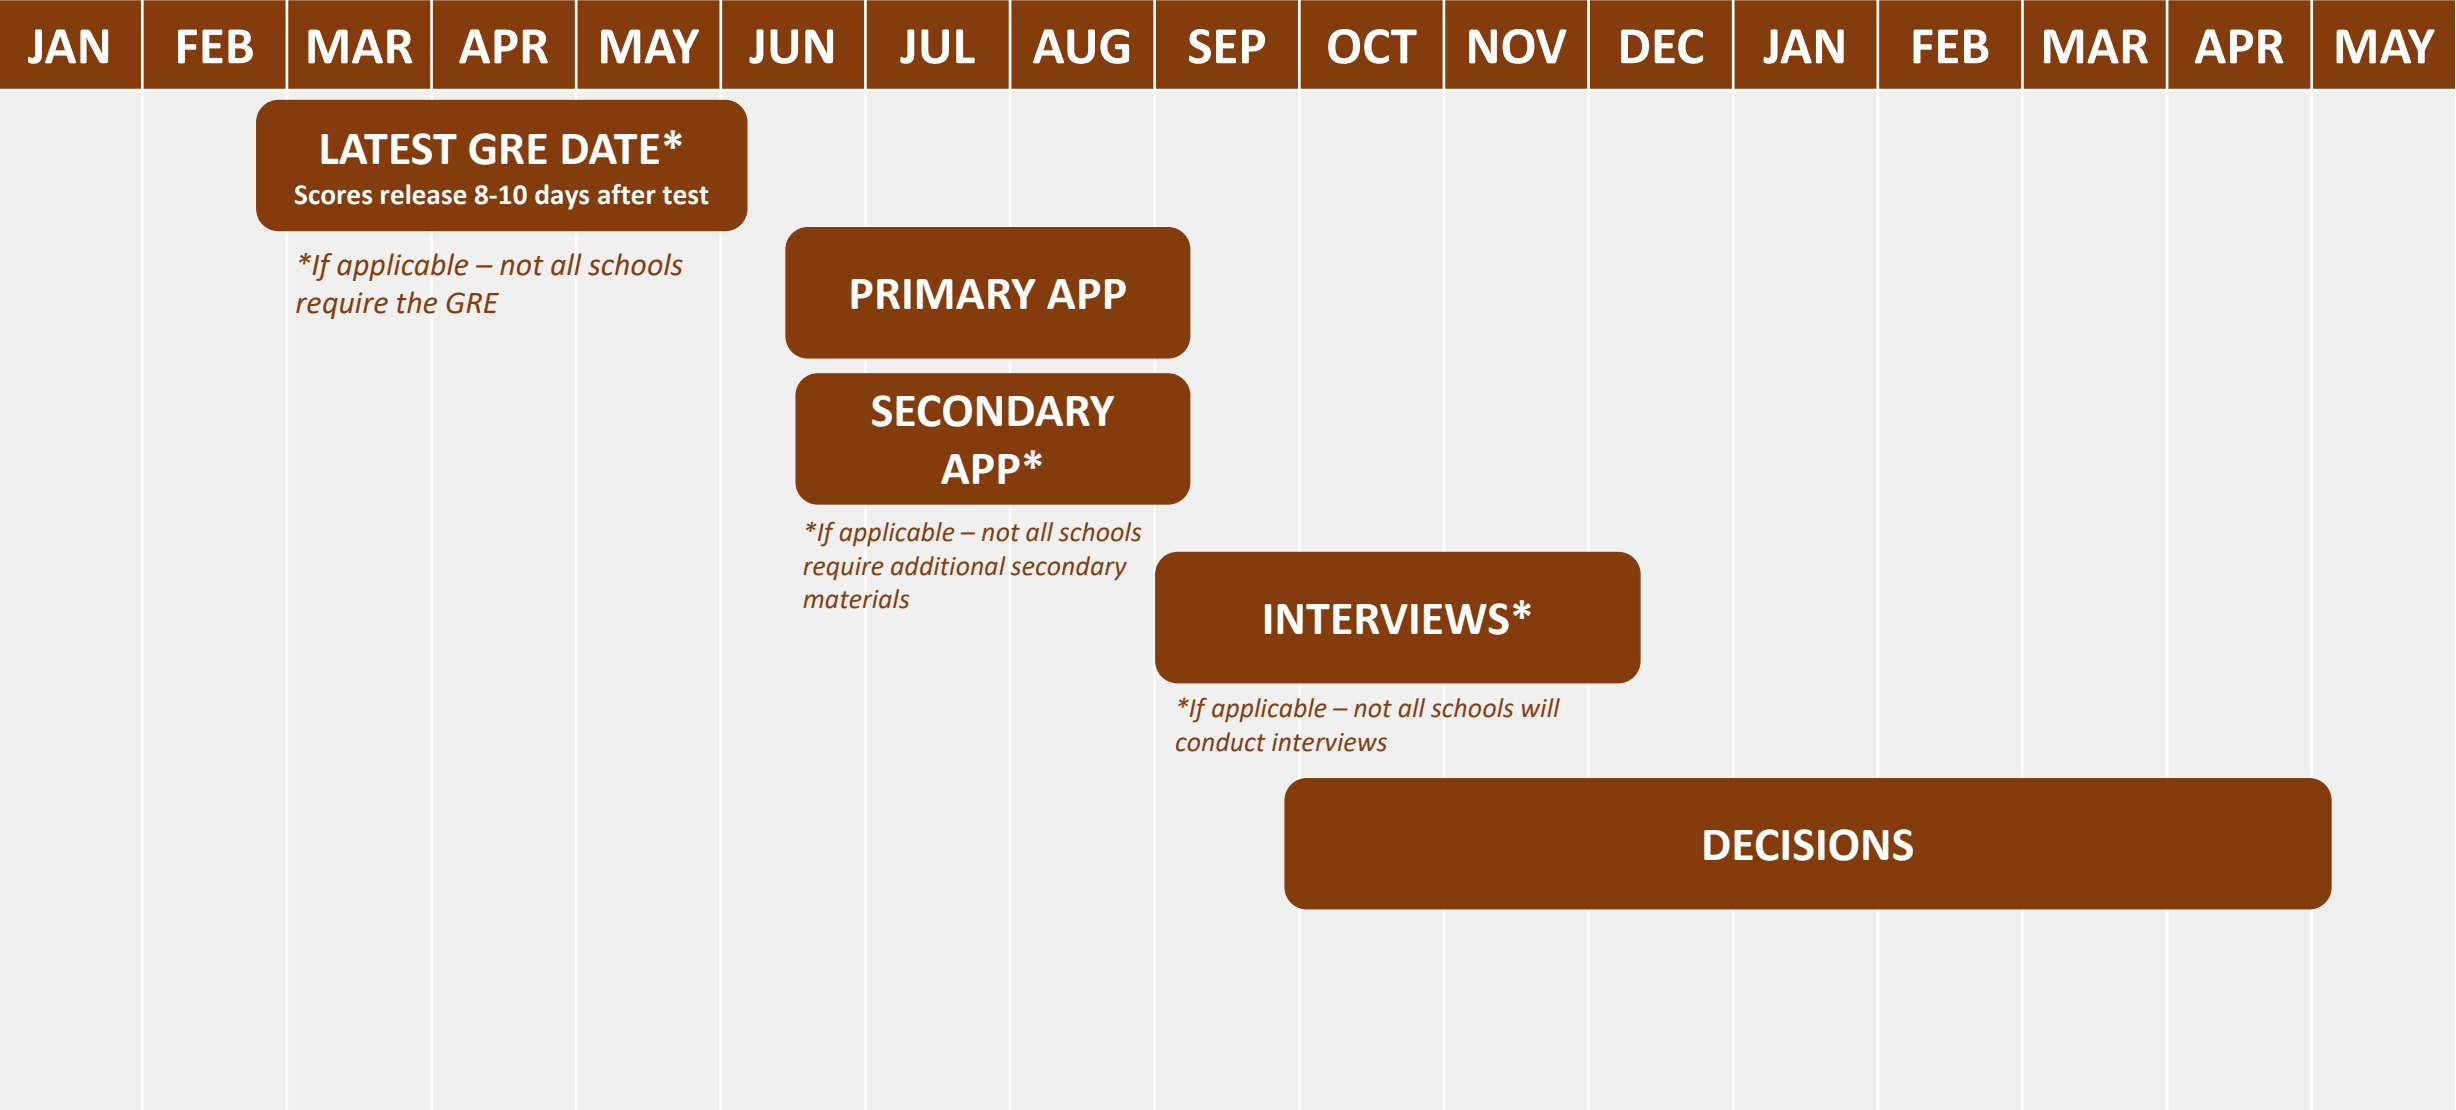 JAN FEB MAR APR MAY JUN JUL AUG SEP OCT NOV DEC JAN FEB MAR APR MAY
LATEST GRE DATE*
Scores release 8-10 days after test
*If applicable – not all schools
require the GRE
PRIMARY APP
SECONDARY
APP*
*If applicable – not all schools
require additional secondary
materials
INTERVIEWS*
*If applicable – not all schools will
conduct interviews
DECISIONS